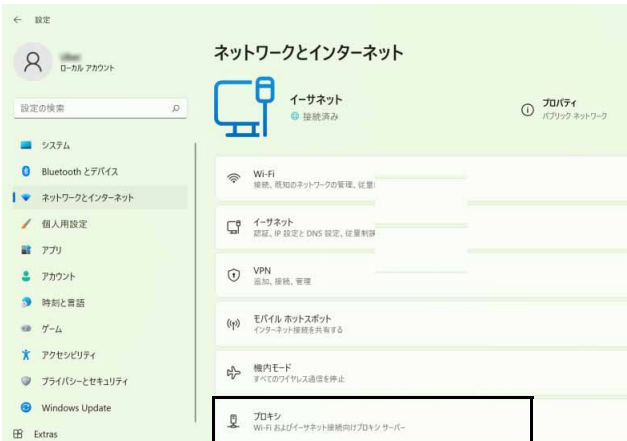 設定
ローカル アカウント
設定の検索
システム
Bluetooth とデバイス
ネットワークとインターネット
個人用設定
アプリ
アカウント
時刻と言語
ゲーム
アクセシビリティ
プライバシーとセキュリティ
Windows Update
Extras
ネットワークとインターネット
イーサネット
接続済み
プロパティ
パブリック ネットワーク
Wi-Fi
接続、既知のネットワークの管理、従量
イーサネット
認証、IP 設定と DNS 設定、従量制
VPN
追加、接続、管理
モバイル ホットスポット
インターネット接続を共有する
機内モード
すべてのワイヤレス通信を停止
プロキシ
Wi-Fi およびイーサネット接続向けプロキシ サーバー